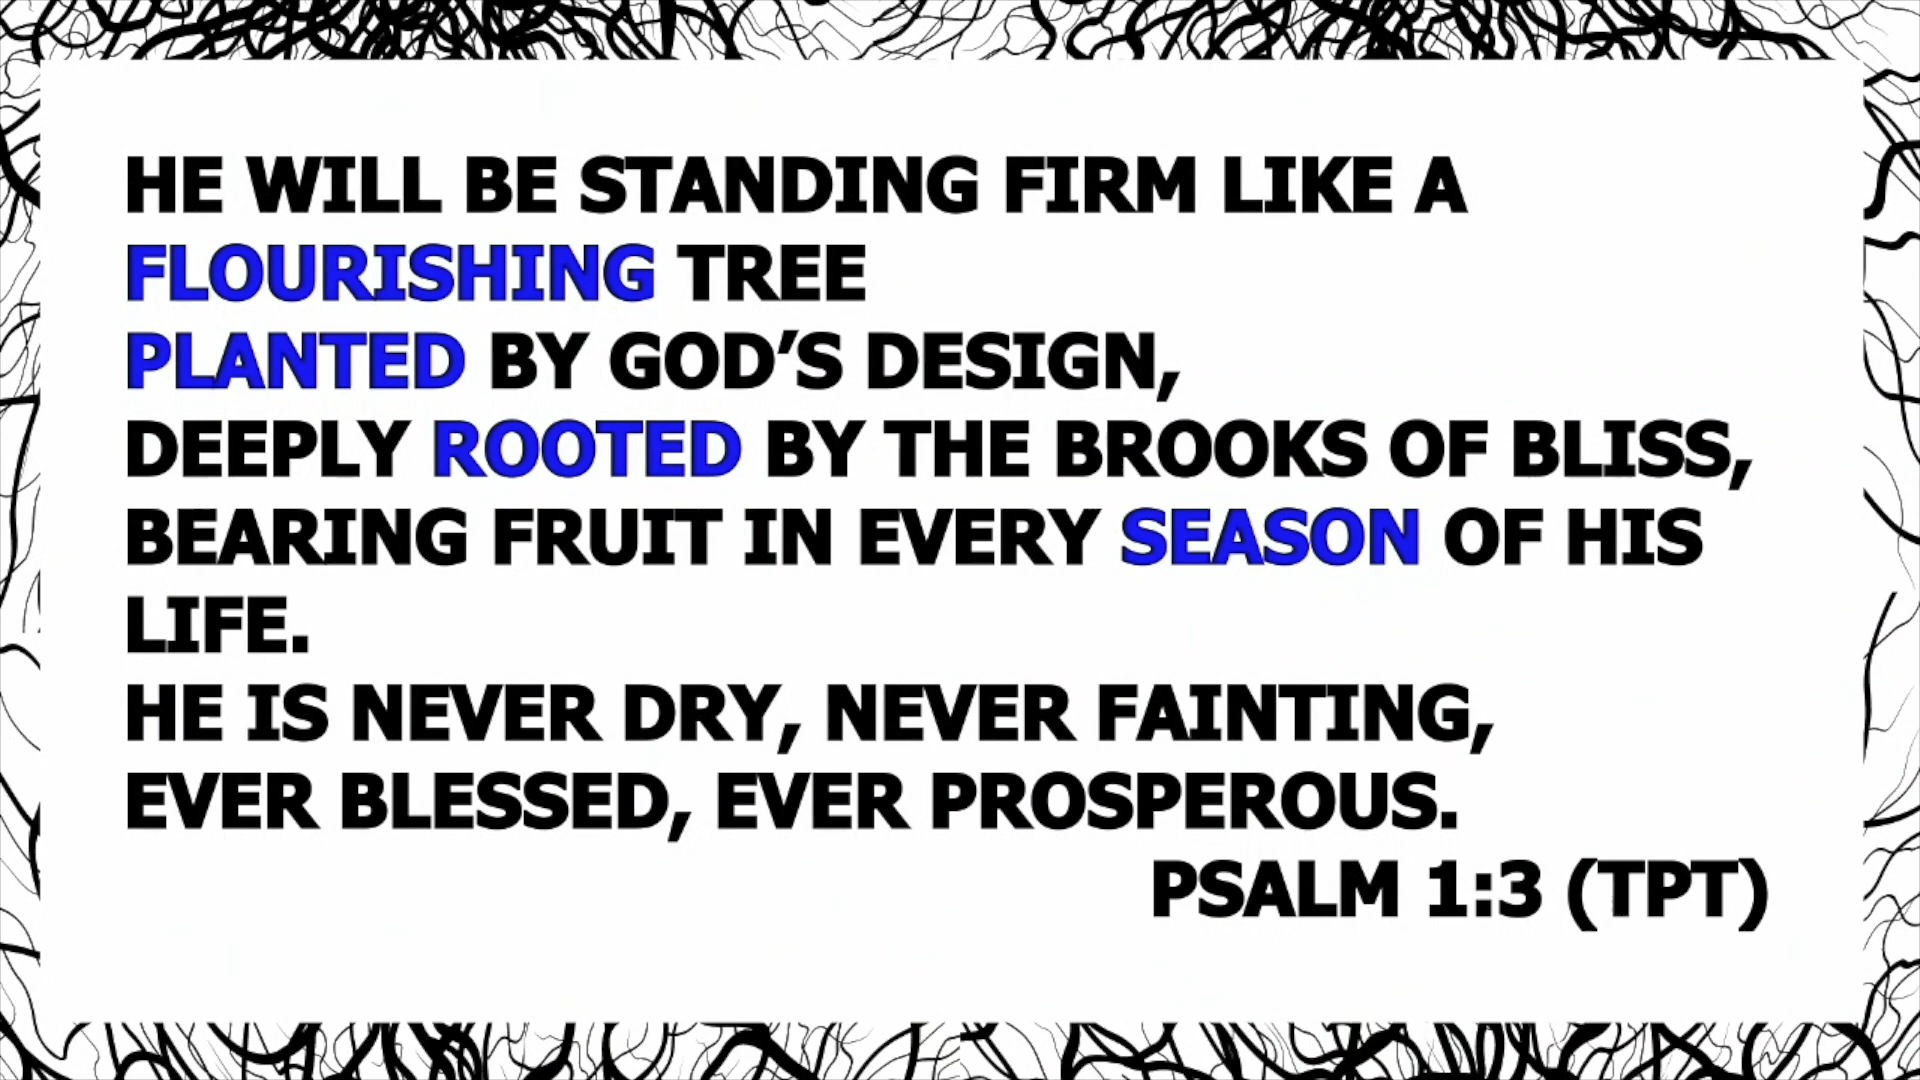 HE WILL BE STANDING FIRM LIKE A
FLOURISHING TREE
PLANTED BY GOD’S DESIGN,
DEEPLY ROOTED BY THE BROOKS OF BLISS,
BEARING FRUIT IN EVERY SEASON OF HIS
LIFE.
HE IS NEVER DRY, NEVER FAINTING,
EVER BLESSED, EVER PROSPEROUS.
PSALM 1:3 (TPT)